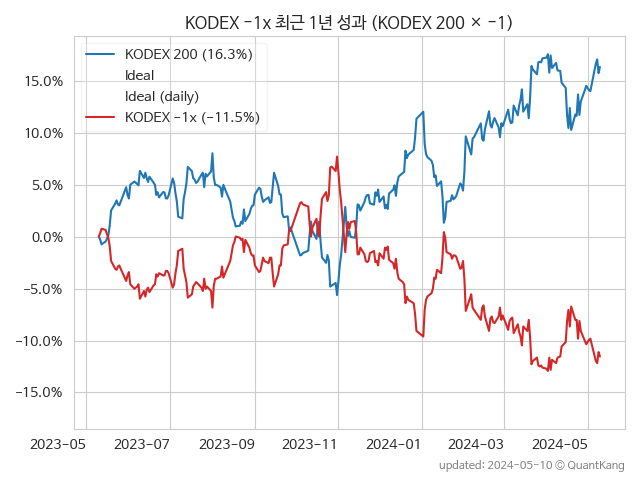 KODEX −1x 최근 1년 성과 (KODEX 200 × −1)
KODEX 200 (16.3%)
Ideal
Ideal (daily)
KODEX −1x (−11.5%)
15.0%
10.0%
5.0%
0.0%
−5.0%
−10.0%
−15.0%
2023-05 2023-07 2023-09 2023-11 2024-01 2024-03 2024-05
updated: 2024-05-10 © QuantKang